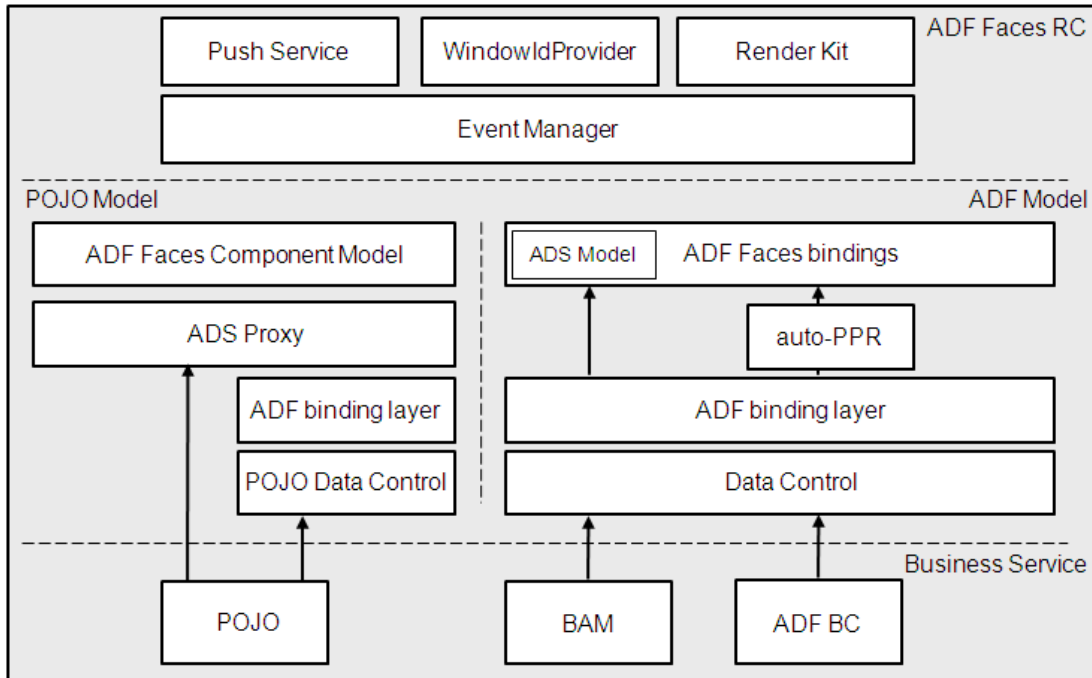 ADF Faces RC
Push Service
WindowIdProvider
Render Kit
Event Manager
POJO Model
ADF Model
ADF Faces Component Model
ADS Model
ADF Faces bindings
ADS Proxy
auto-PPR
ADF binding layer
ADF binding layer
POJO Data Control
Data Control
Business Service
POJO
BAM
ADF BC